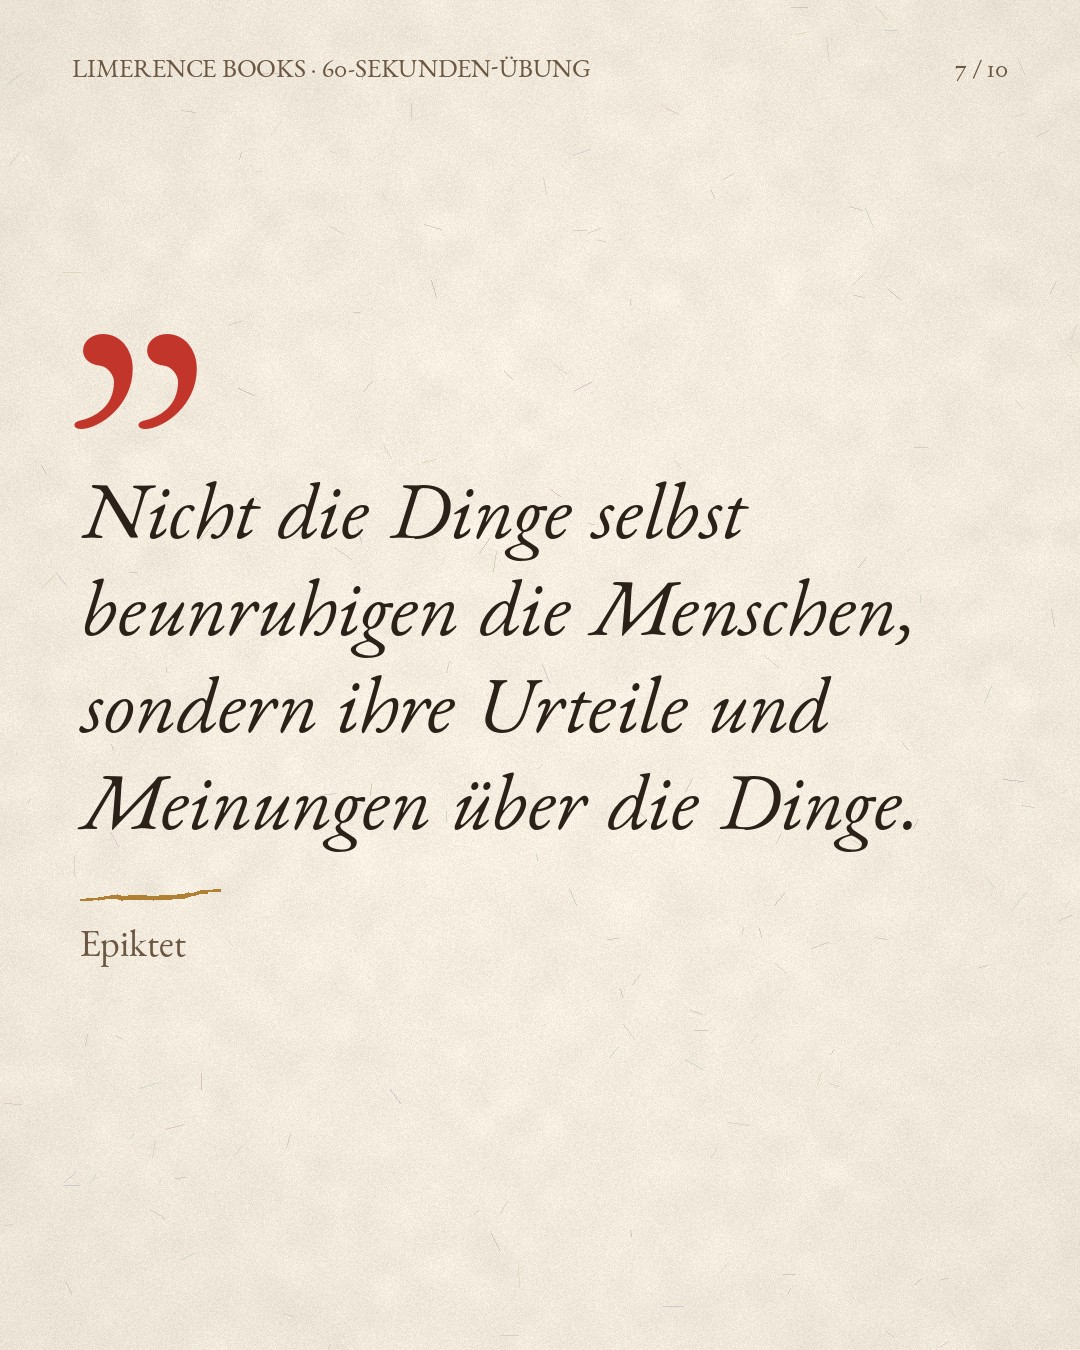 LIMERENCE BOOKS · 60-SEKUNDEN-ÜBUNG
7 / 10
”
Nicht die Dinge selbst
beunruhigen die Menschen,
sondern ihre Urteile und
Meinungen über die Dinge.
Epiktet